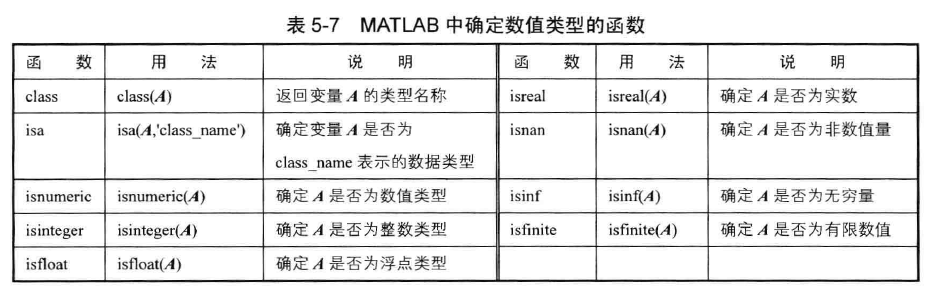 表 5-7 MATLAB 中确定数值类型的函数
函 数 用 法 说 明 函 数 用 法 说 明
class class(A) 返回变量 A 的类型名称 isreal isreal(A) 确定 A 是否为实数
isa isa(A,'class_name') 确定变量 A 是否为 isnan isnan(A) 确定 A 是否为非数值量
class_name 表示的数据类型
isnumeric isnumeric(A) 确定 A 是否为数值类型 isinf isinf(A) 确定 A 是否为无穷量
isinteger isinteger(A) 确定 A 是否为整数类型 isfinite isfinite(A) 确定 A 是否为有限数值
isfloat isfloat(A) 确定 A 是否为浮点类型